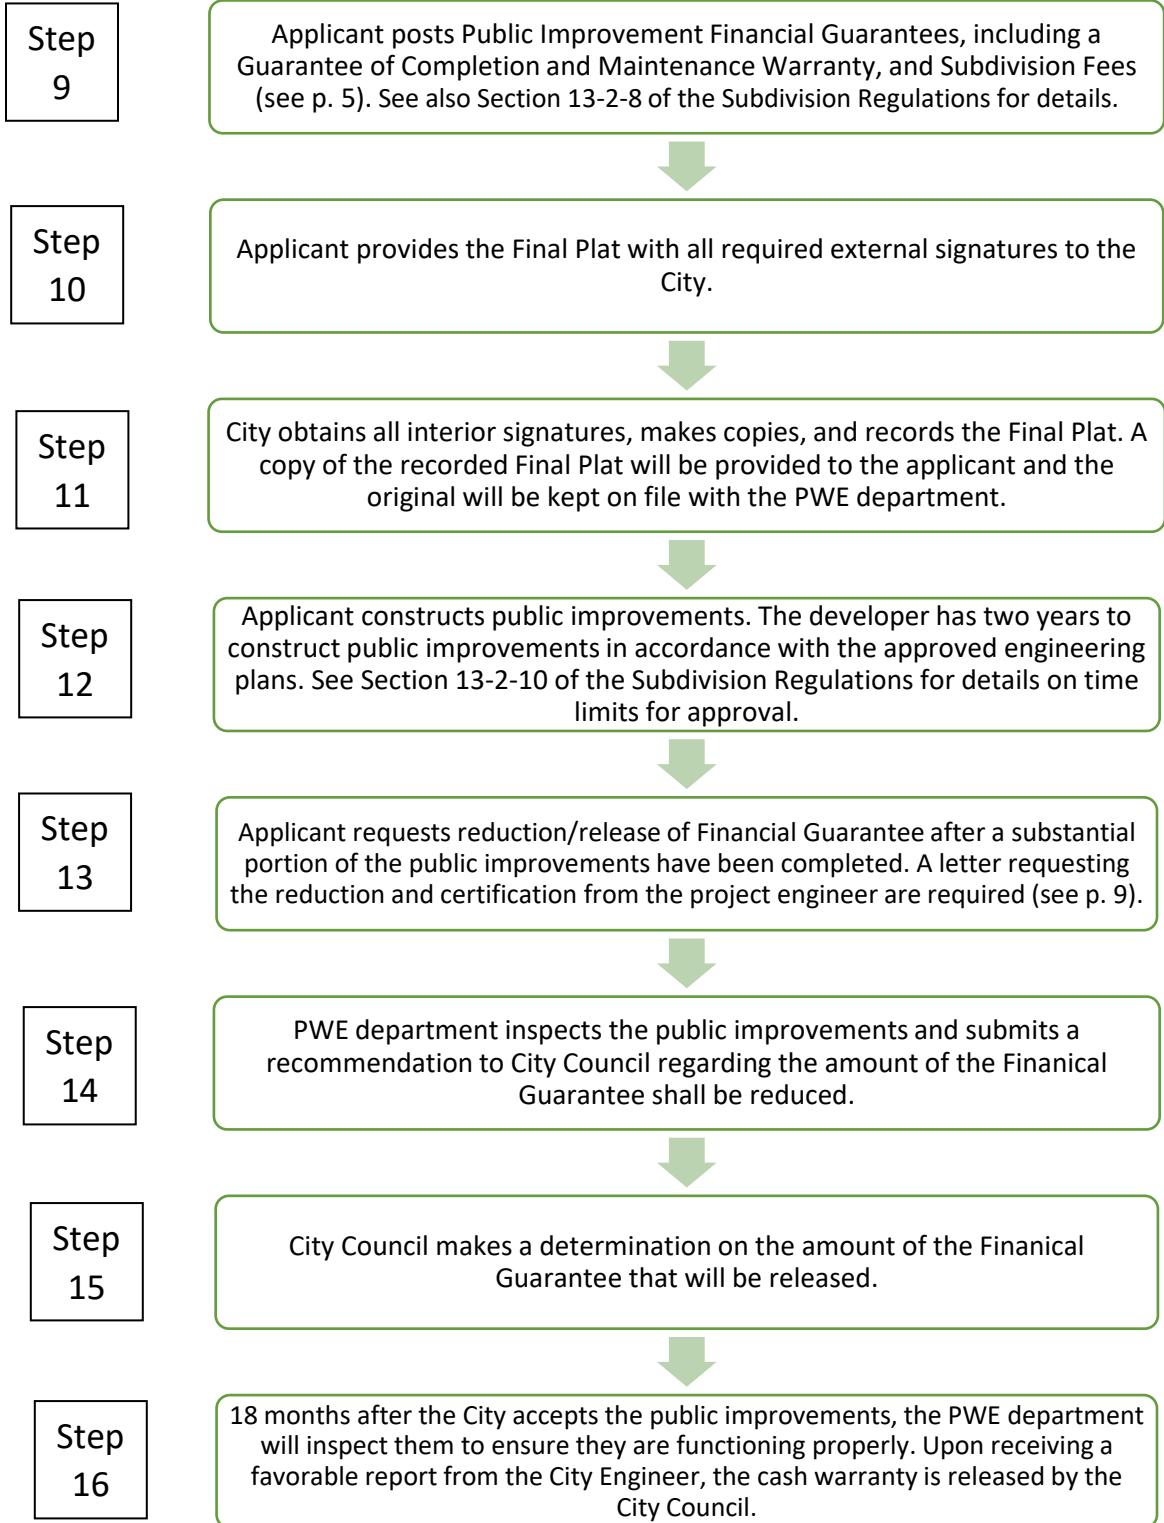 Step
9
Applicant posts Public Improvement Financial Guarantees, including a
Guarantee of Completion and Maintenance Warranty, and Subdivision Fees
(see p. 5). See also Section 13-2-8 of the Subdivision Regulations for details.
Step
10
Applicant provides the Final Plat with all required external signatures to the
City.
Step
11
City obtains all interior signatures, makes copies, and records the Final Plat. A
copy of the recorded Final Plat will be provided to the applicant and the
original will be kept on file with the PWE department.
Step
12
Applicant constructs public improvements. The developer has two years to
construct public improvements in accordance with the approved engineering
plans. See Section 13-2-10 of the Subdivision Regulations for details on time
limits for approval.
Step
13
Applicant requests reduction/release of Financial Guarantee after a substantial
portion of the public improvements have been completed. A letter requesting
the reduction and certification from the project engineer are required (see p. 9).
Step
14
PWE department inspects the public improvements and submits a
recommendation to City Council regarding the amount of the Finanical
Guarantee shall be reduced.
Step
15
City Council makes a determination on the amount of the Finanical
Guarantee that will be released.
Step
16
18 months after the City accepts the public improvements, the PWE department
will inspect them to ensure they are functioning properly. Upon receiving a
favorable report from the City Engineer, the cash warranty is released by the
City Council.